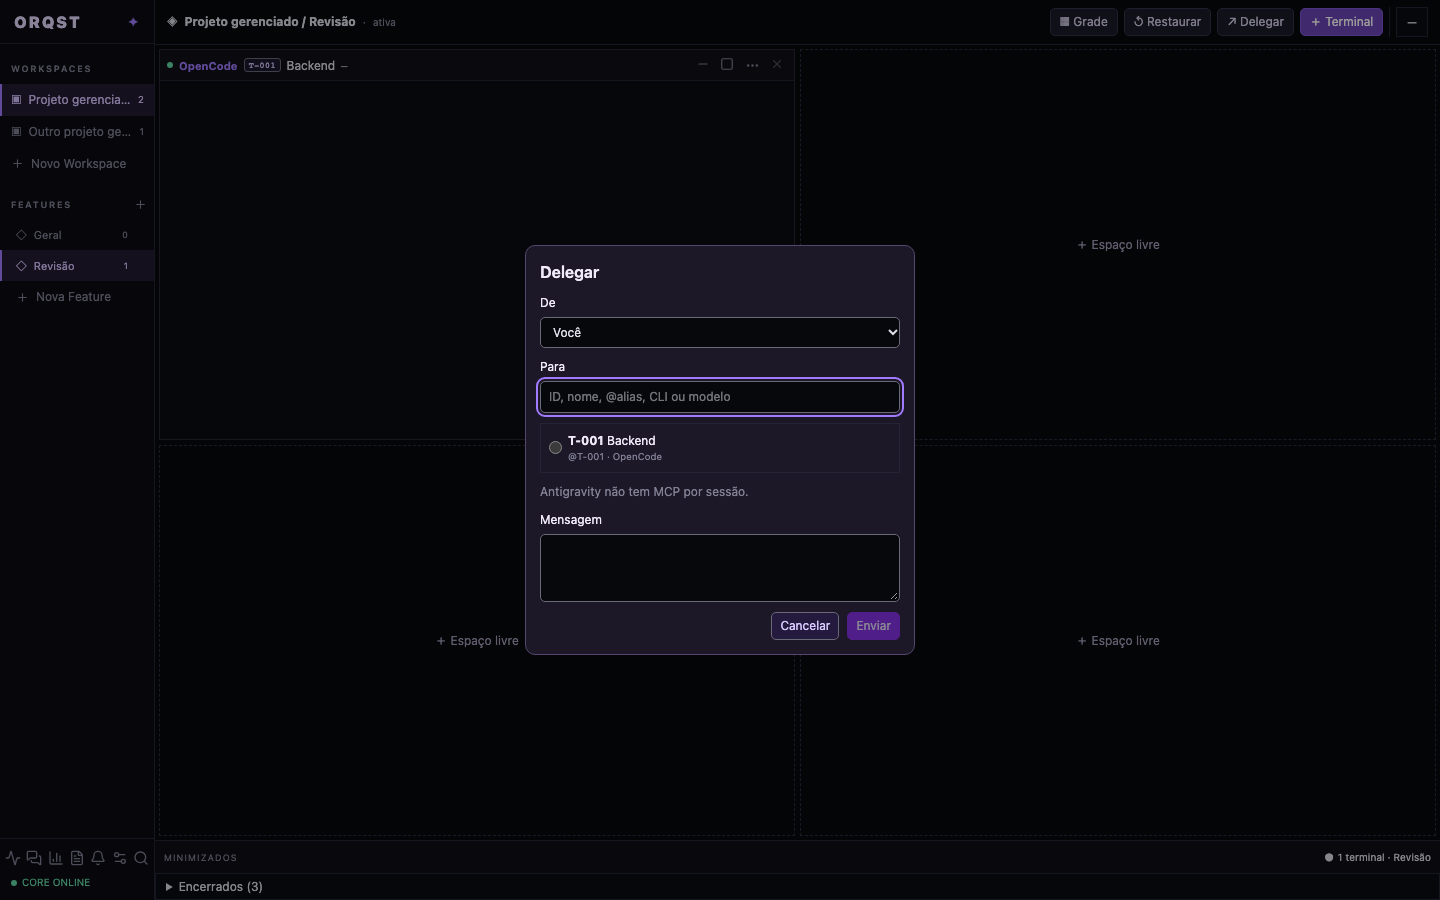 ORQST
Projeto gerenciado / Revisão · ativa
Grade
Restaurar
Delegar
+ Terminal
WORKSPACES
Projeto gerencia... 2
Outro projeto ge... 1
+ Novo Workspace
FEATURES +
Geral 0
Revisão 1
+ Nova Feature
OpenCode T-001 Backend –
+ Espaço livre
Delegar
De
Você
Para
ID, nome, @alias, CLI ou modelo
T-001 Backend
@T-001 · OpenCode
Antigravity não tem MCP por sessão.
Mensagem
Cancelar
Enviar
+ Espaço livre
+ Espaço livre
CORE ONLINE
MINIMIZADOS
1 terminal · Revisão
Encerrados (3)